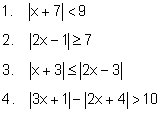 1. |x + 7| < 9
2. |2x − 1| ≥ 7
3. |x + 3| ≤ |2x − 3|
4. |3x + 1| − |2x + 4| > 10